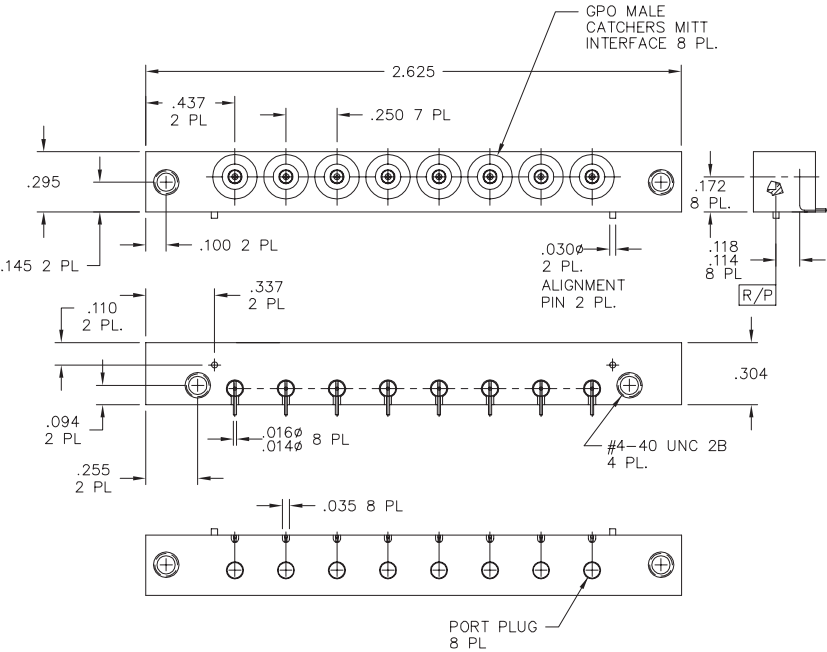 GPO MALE
CATCHERS MITT
INTERFACE 8 PL.
2.625
.437
2 PL
.250 7 PL
.295
.172
8 PL.
.100 2 PL
.145 2 PL
.030ø
2 PL.
ALIGNMENT
PIN 2 PL.
.118
.114
8 PL
R/P
.337
2 PL
.110
2 PL.
.304
.094
2 PL
.016ø
.014ø 8 PL
#4-40 UNC 2B
4 PL.
.255
2 PL
.035 8 PL
PORT PLUG
8 PL